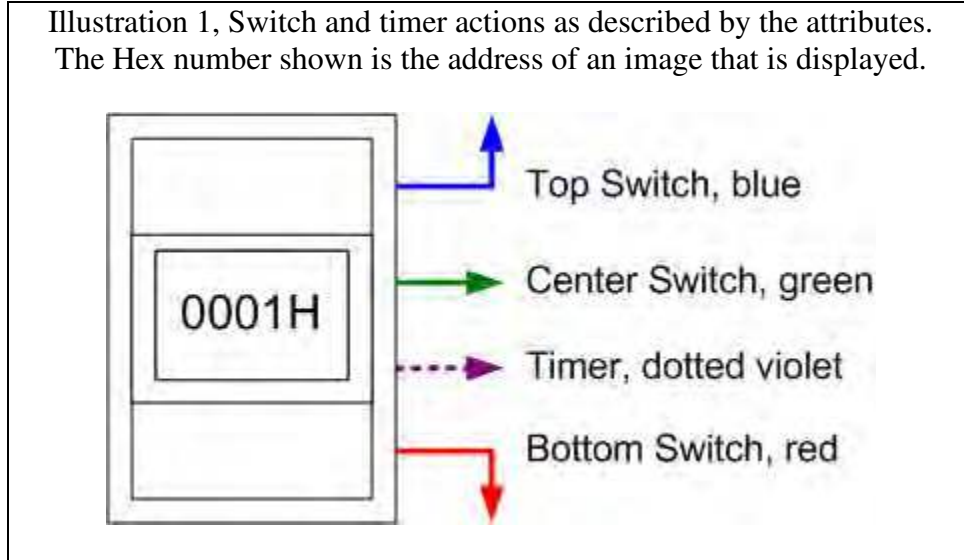 Illustration 1, Switch and timer actions as described by the attributes.
The Hex number shown is the address of an image that is displayed.
Top Switch, blue
Center Switch, green
0001H
Timer, dotted violet
Bottom Switch, red